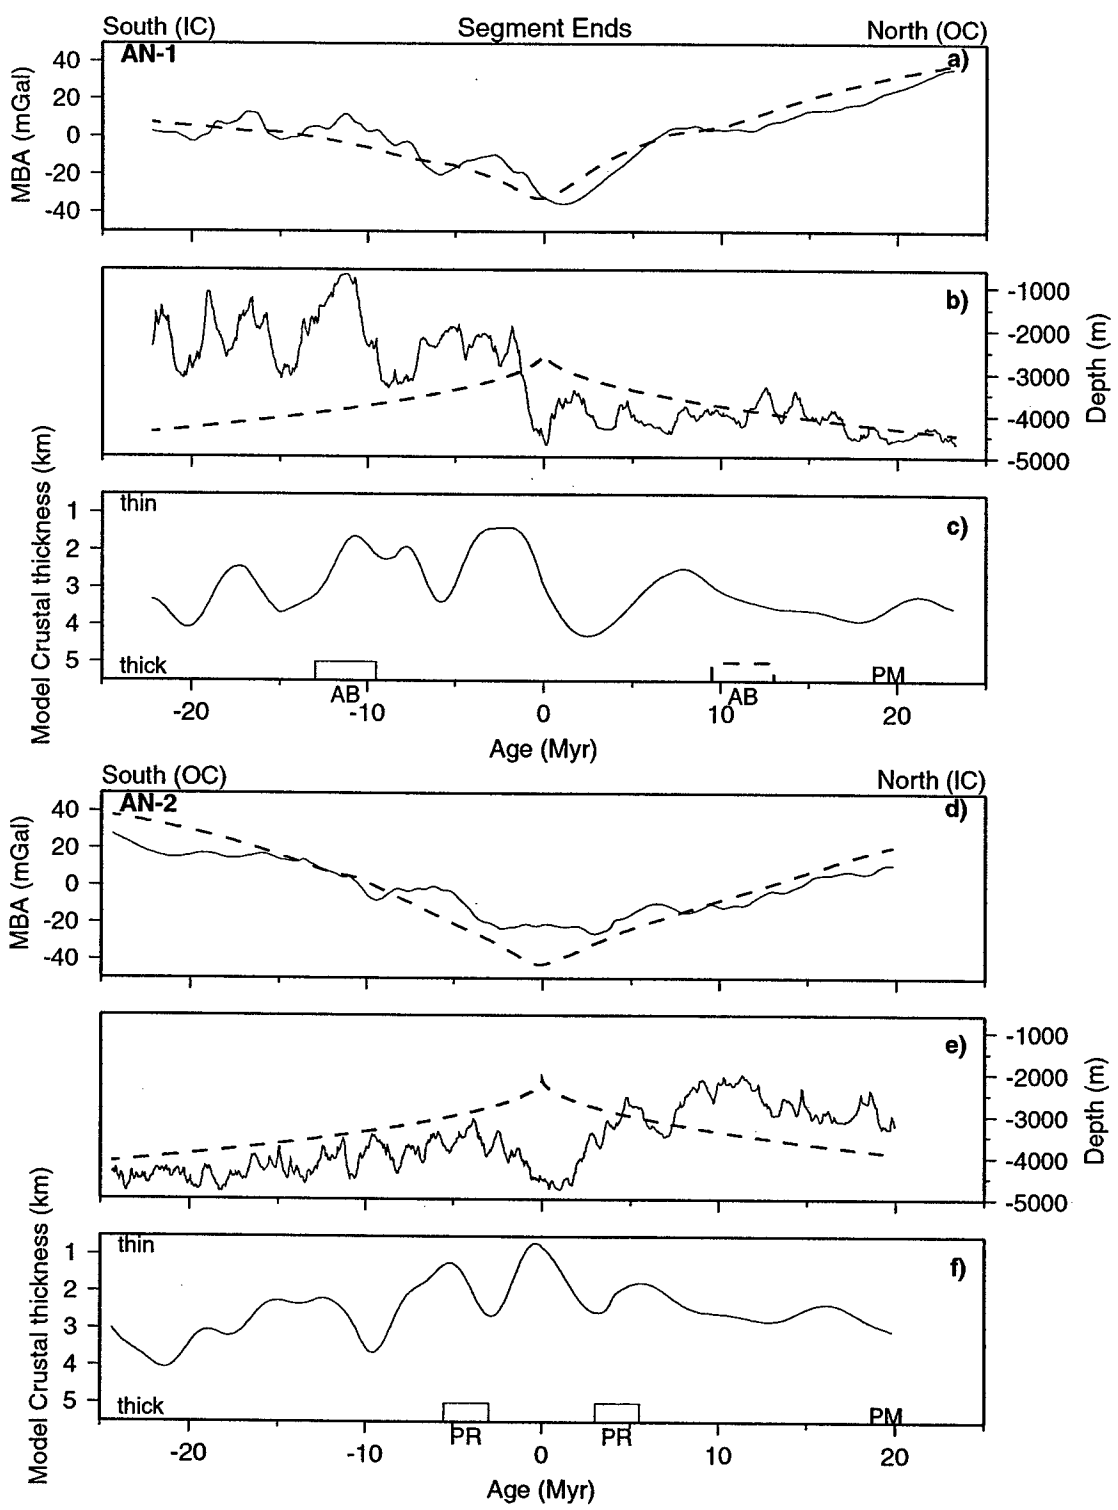 South (IC) Segment Ends North (OC)
AN-1 a)
MBA (mGal)
40
20
0
-20
-40
b)
-1000
-2000
-3000
-4000
-5000
Depth (m)
Model Crustal thickness (km)
thin c)
1
2
3
4
5
thick AB AB PM
-20 -10 0 10 20
Age (Myr)
South (OC) North (IC)
AN-2 d)
MBA (mGal)
40
20
0
-20
-40
e)
-1000
-2000
-3000
-4000
-5000
Depth (m)
Model Crustal thickness (km)
thin f)
1
2
3
4
5
thick PR PR PM
-20 -10 0 10 20
Age (Myr)